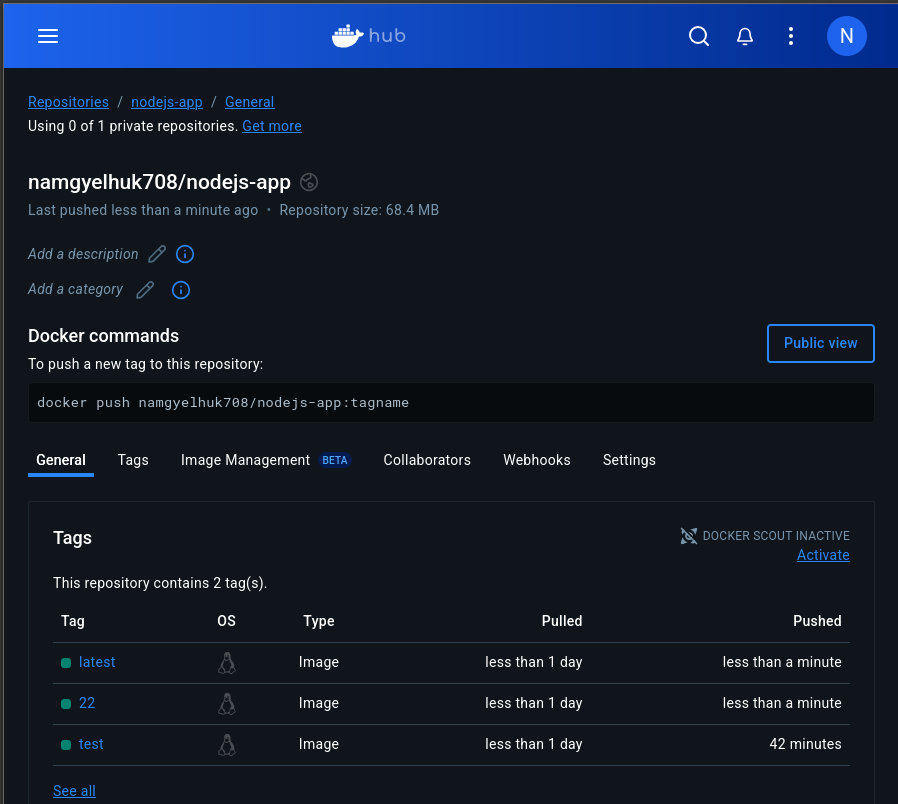 hub
N
Repositories / nodejs-app / General
Using 0 of 1 private repositories. Get more
namgyelhuk708/nodejs-app
Last pushed less than a minute ago • Repository size: 68.4 MB
Add a description
Add a category
Docker commands
Public view
To push a new tag to this repository:
docker push namgyelhuk708/nodejs-app:tagname
General Tags Image Management BETA Collaborators Webhooks Settings
Tags
DOCKER SCOUT INACTIVE
Activate
This repository contains 2 tag(s).
Tag OS Type Pulled Pushed
latest Image less than 1 day less than a minute
22 Image less than 1 day less than a minute
test Image less than 1 day 42 minutes
See all